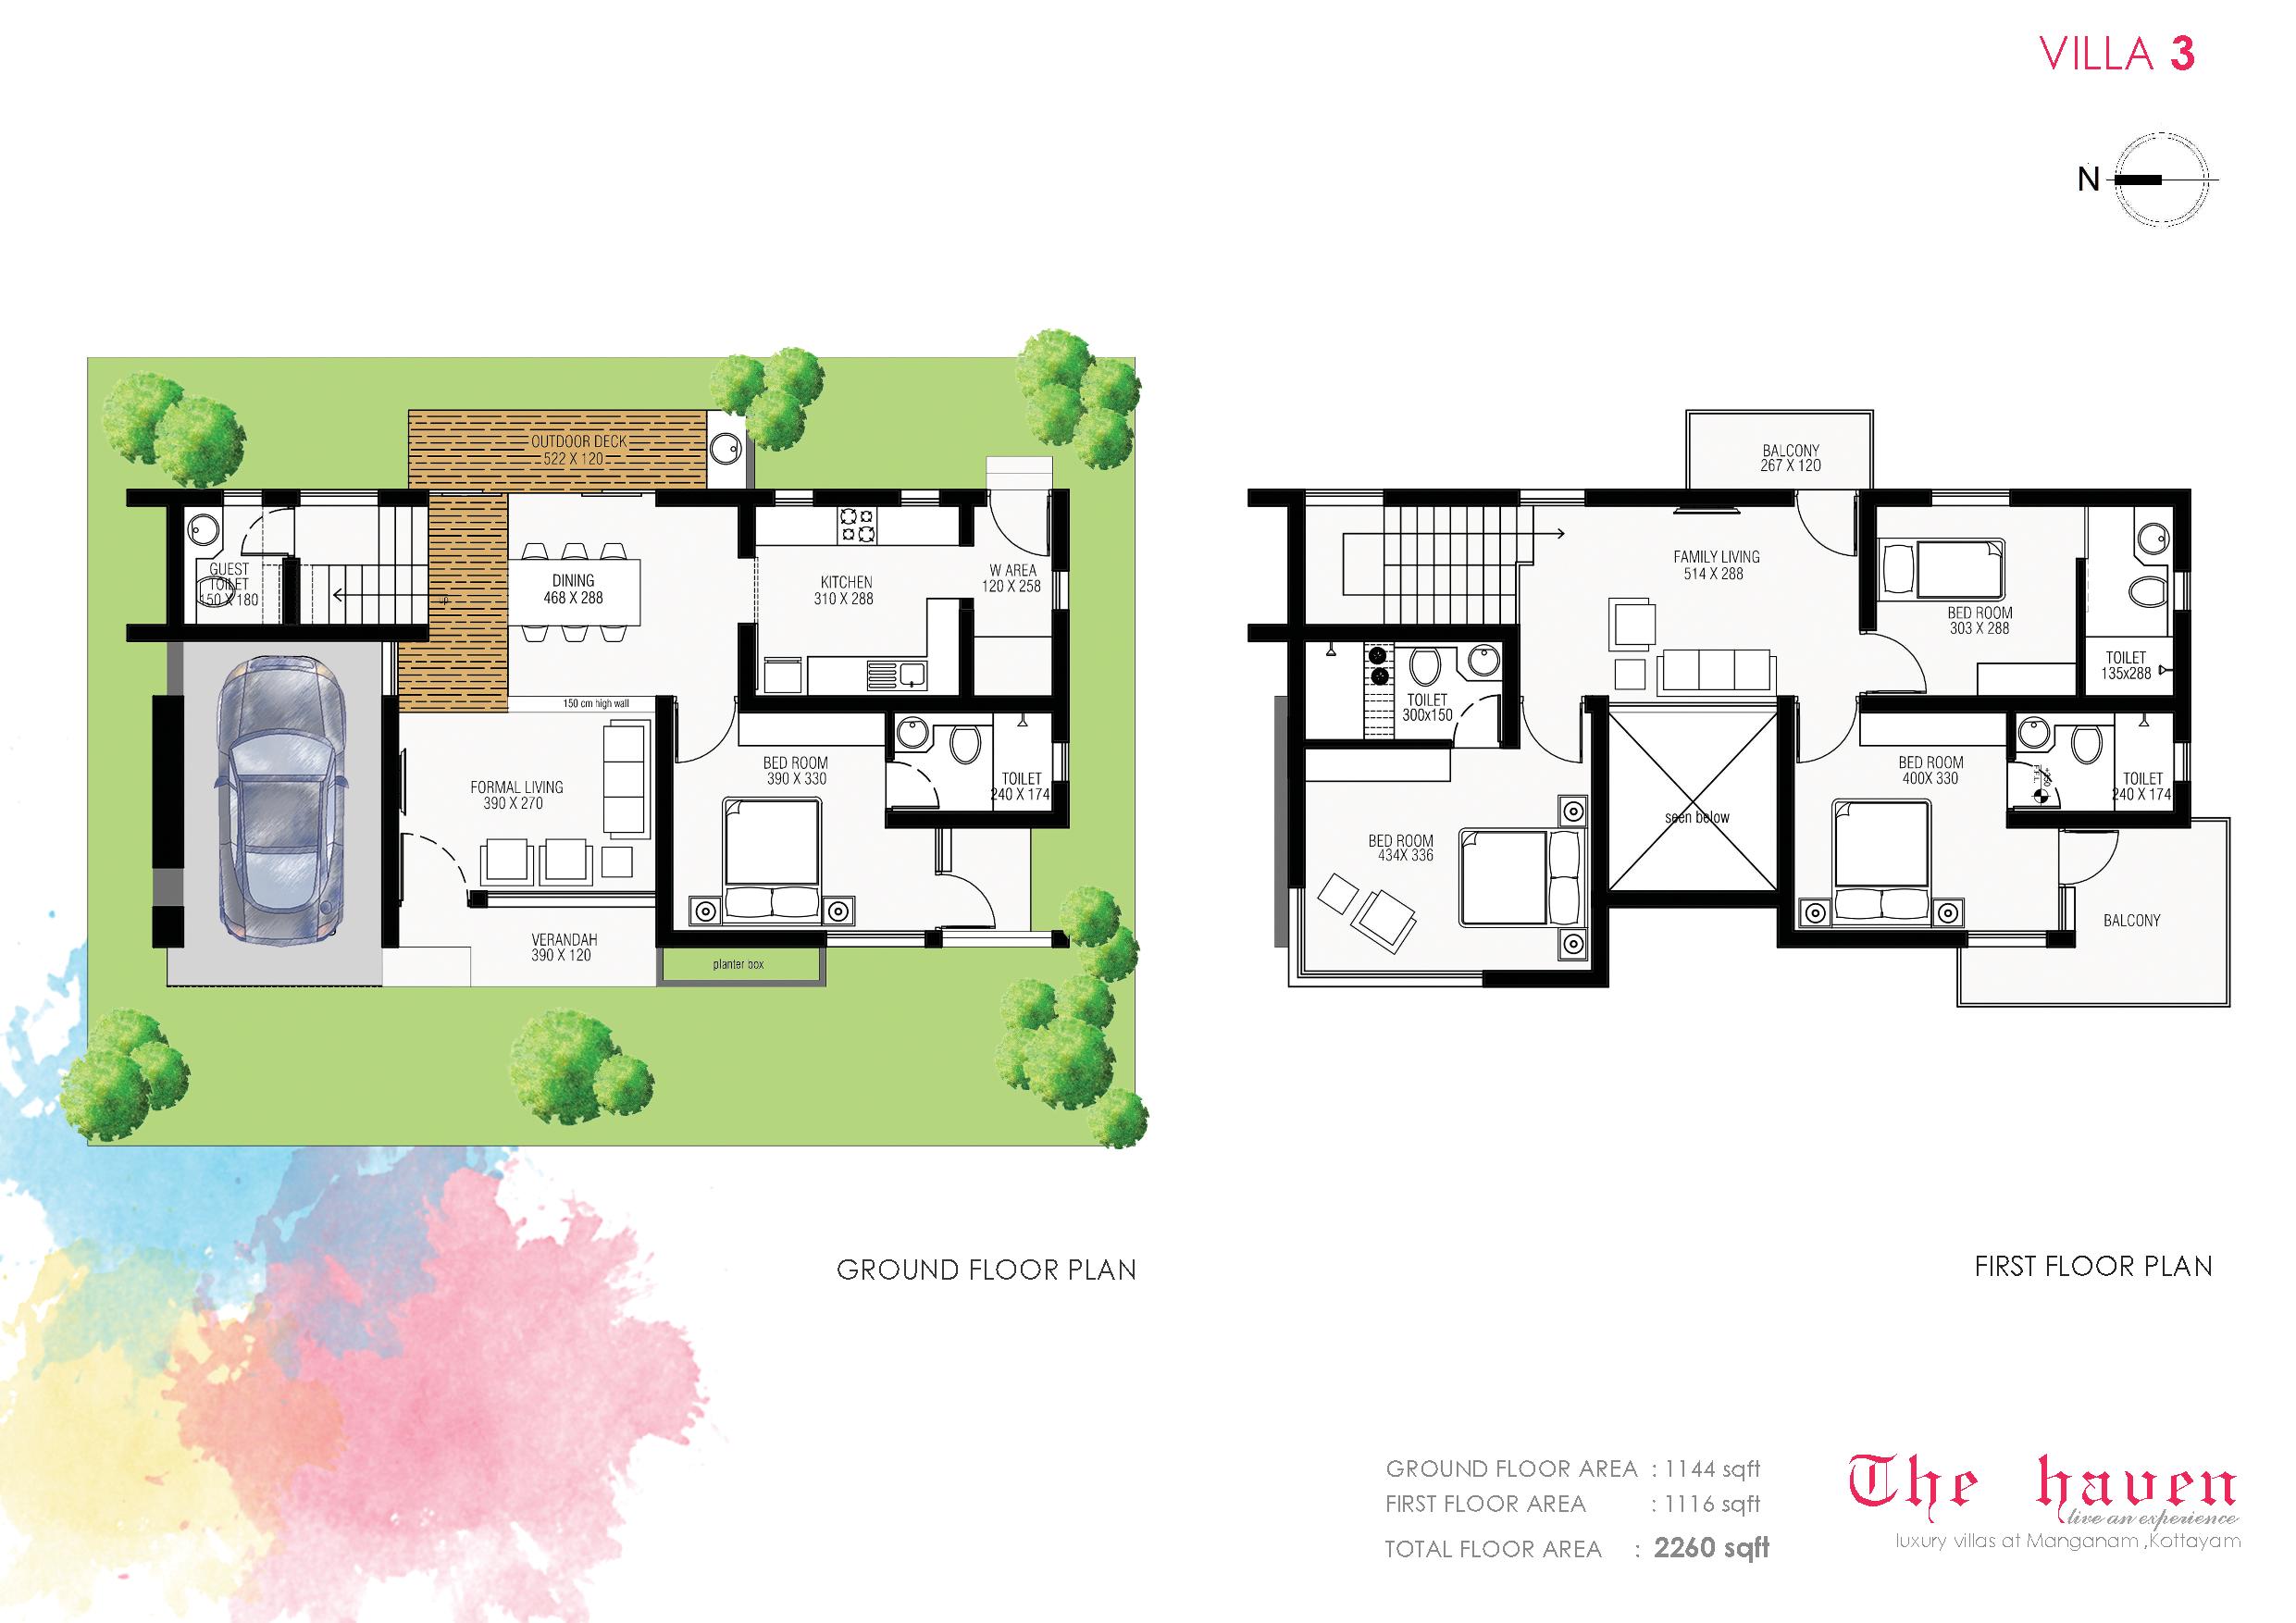 VILLA 3
N
OUTDOOR DECK
522 X 120
GUEST
TOILET
150 X 180
up
DINING
468 X 288
KITCHEN
310 X 288
W AREA
120 X 258
150 cm high wall
FORMAL LIVING
390 X 270
BED ROOM
390 X 330
TOILET
240 X 174
VERANDAH
390 X 120
planter box
GROUND FLOOR PLAN
BALCONY
267 X 120
FAMILY LIVING
514 X 288
BED ROOM
303 X 288
TOILET
135x288
TOILET
300x150
BED ROOM
434X 336
seen below
BED ROOM
400X 330
TOILET
240 X 174
BALCONY
FIRST FLOOR PLAN
GROUND FLOOR AREA : 1144 sqft
FIRST FLOOR AREA : 1116 sqft
TOTAL FLOOR AREA : 2260 sqft
The haven
live an experience
luxury villas at Manganam ,Kottayam